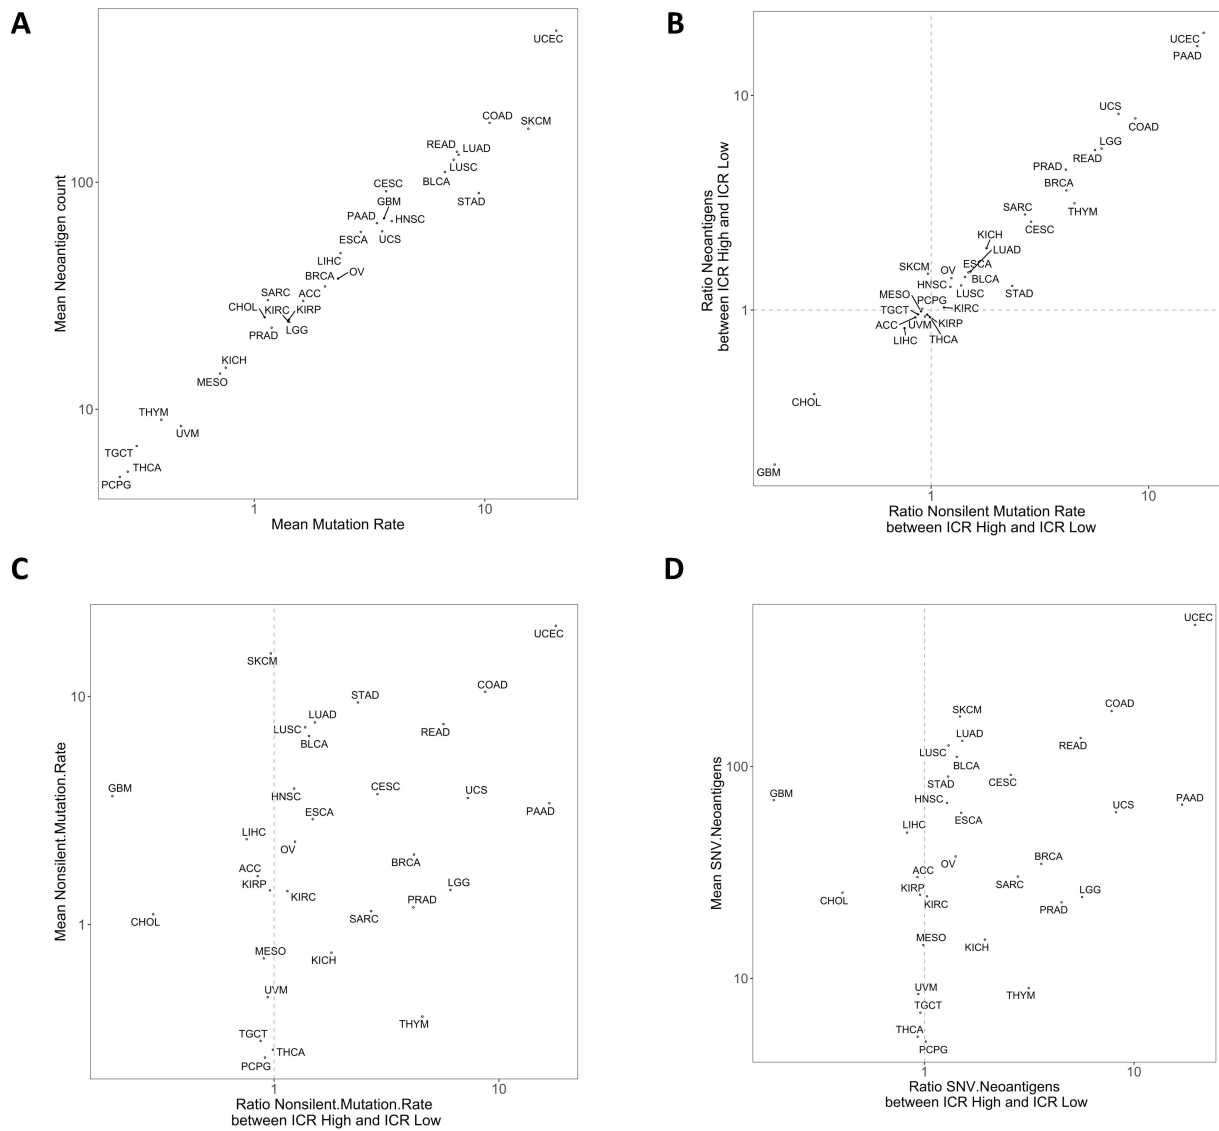 A
UCEC
COAD
SKCM
READ
LUAD
LUSC
BLCA
STAD
CESC
GBM
PAAD
HNSC
ESCA
UCS
LIHC
BRCA
OV
SARC
ACC
CHOL
KIRC
KIRP
PRAD
LGG
KICH
MESO
THYM
UVM
TGCT
THCA
PCPG
100
10
1
10
Mean Neoantigen count
Mean Mutation Rate
B
UCEC
PAAD
UCS
COAD
LGG
READ
PRAD
BRCA
THYM
SARC
CESC
KICH
LUAD
SKCM
OV
ESCA
HNSC
BLCA
LUSC
STAD
MESO
PCPG
TGCT
KIRC
ACC
UVM
KIRP
LIHC
THCA
CHOL
GBM
10
1
1
10
Ratio Neoantigens
between ICR High and ICR Low
Ratio Nonsilent Mutation Rate
between ICR High and ICR Low
C
UCEC
SKCM
COAD
STAD
LUAD
LUSC
READ
BLCA
GBM
CESC
HNSC
UCS
ESCA
PAAD
LIHC
OV
BRCA
ACC
KIRP
LGG
KIRC
PRAD
CHOL
SARC
MESO
KICH
UVM
THYM
TGCT
THCA
PCPG
10
1
1
10
Mean Nonsilent.Mutation.Rate
Ratio Nonsilent.Mutation.Rate
between ICR High and ICR Low
D
UCEC
COAD
SKCM
LUAD
READ
LUSC
BLCA
STAD
CESC
GBM
HNSC
PAAD
UCS
ESCA
LIHC
BRCA
OV
ACC
SARC
KIRP
LGG
CHOL
KIRC
PRAD
MESO
KICH
UVM
THYM
TGCT
THCA
PCPG
100
10
1
10
Mean SNV.Neoantigens
Ratio SNV.Neoantigens
between ICR High and ICR Low